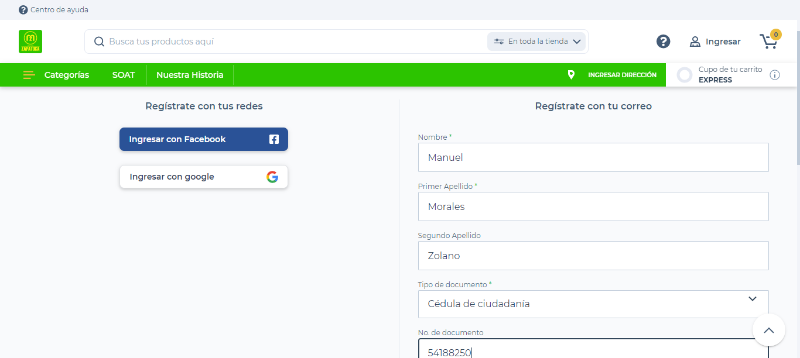 Centro de ayuda
Busca tus productos aquí
En toda la tienda
Ingresar
0
Categorías
SOAT
Nuestra Historia
INGRESAR DIRECCIÓN
Cupo de tu carrito
EXPRESS
Regístrate con tus redes
Ingresar con Facebook
Ingresar con google
Regístrate con tu correo
Nombre *
Manuel
Primer Apellido *
Morales
Segundo Apellido
Zolano
Tipo de documento *
Cédula de ciudadanía
No. de documento
54188250